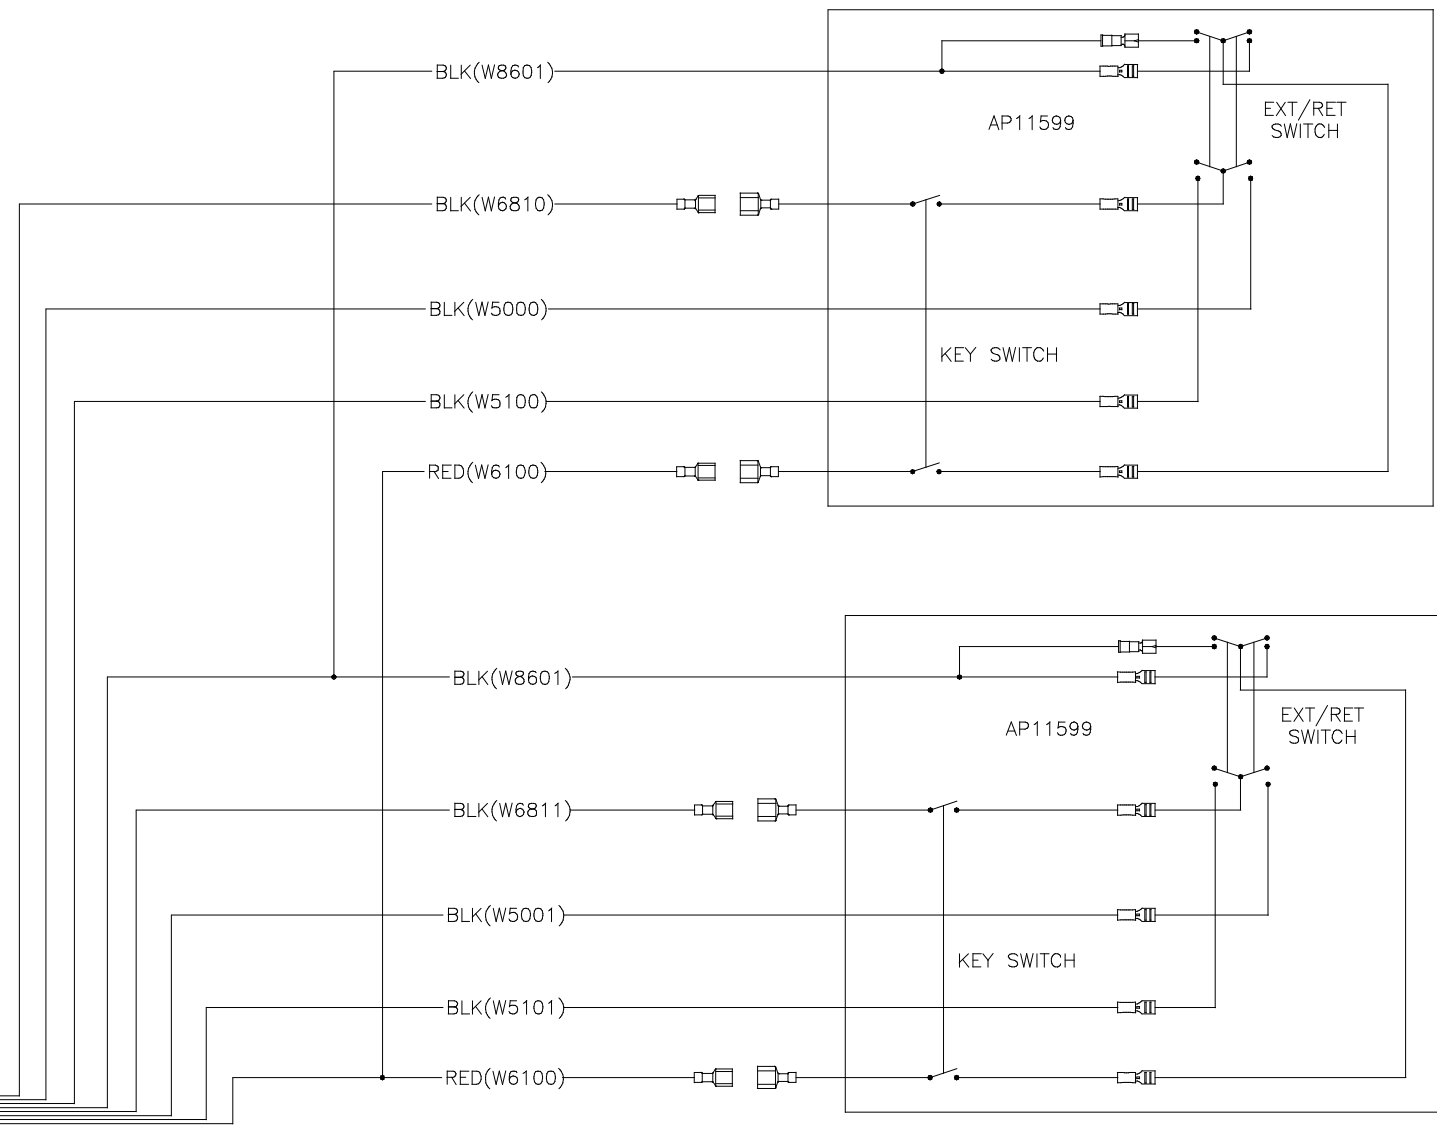 BLK(W8601)
AP11599
EXT/RET
SWITCH
BLK(W6810)
BLK(W5000)
KEY SWITCH
BLK(W5100)
RED(W6100)
BLK(W8601)
AP11599
EXT/RET
SWITCH
BLK(W6811)
BLK(W5001)
KEY SWITCH
BLK(W5101)
RED(W6100)